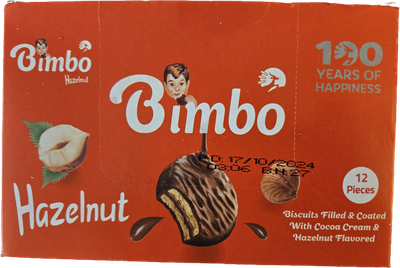 Bimbo
Hazelnut
Bimbo
100
YEARS OF
HAPPINESS
PD: 17/10/2024
03:06 B.N:27
12
Pieces
Hazelnut
Biscuits Filled & Coated
With Cocoa Cream &
Hazelnut Flavored